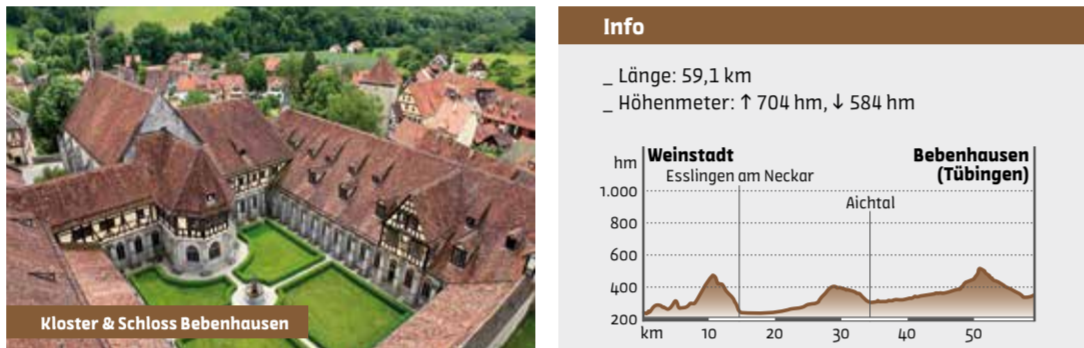 Kloster & Schloss Bebenhausen
Info
_ Länge: 59,1 km
_ Höhenmeter: ↑ 704 hm, ↓ 584 hm
hm
Weinstadt
Bebenhausen
(Tübingen)
Esslingen am Neckar
Aichtal
1.000
800
600
400
200
km 10 20 30 40 50